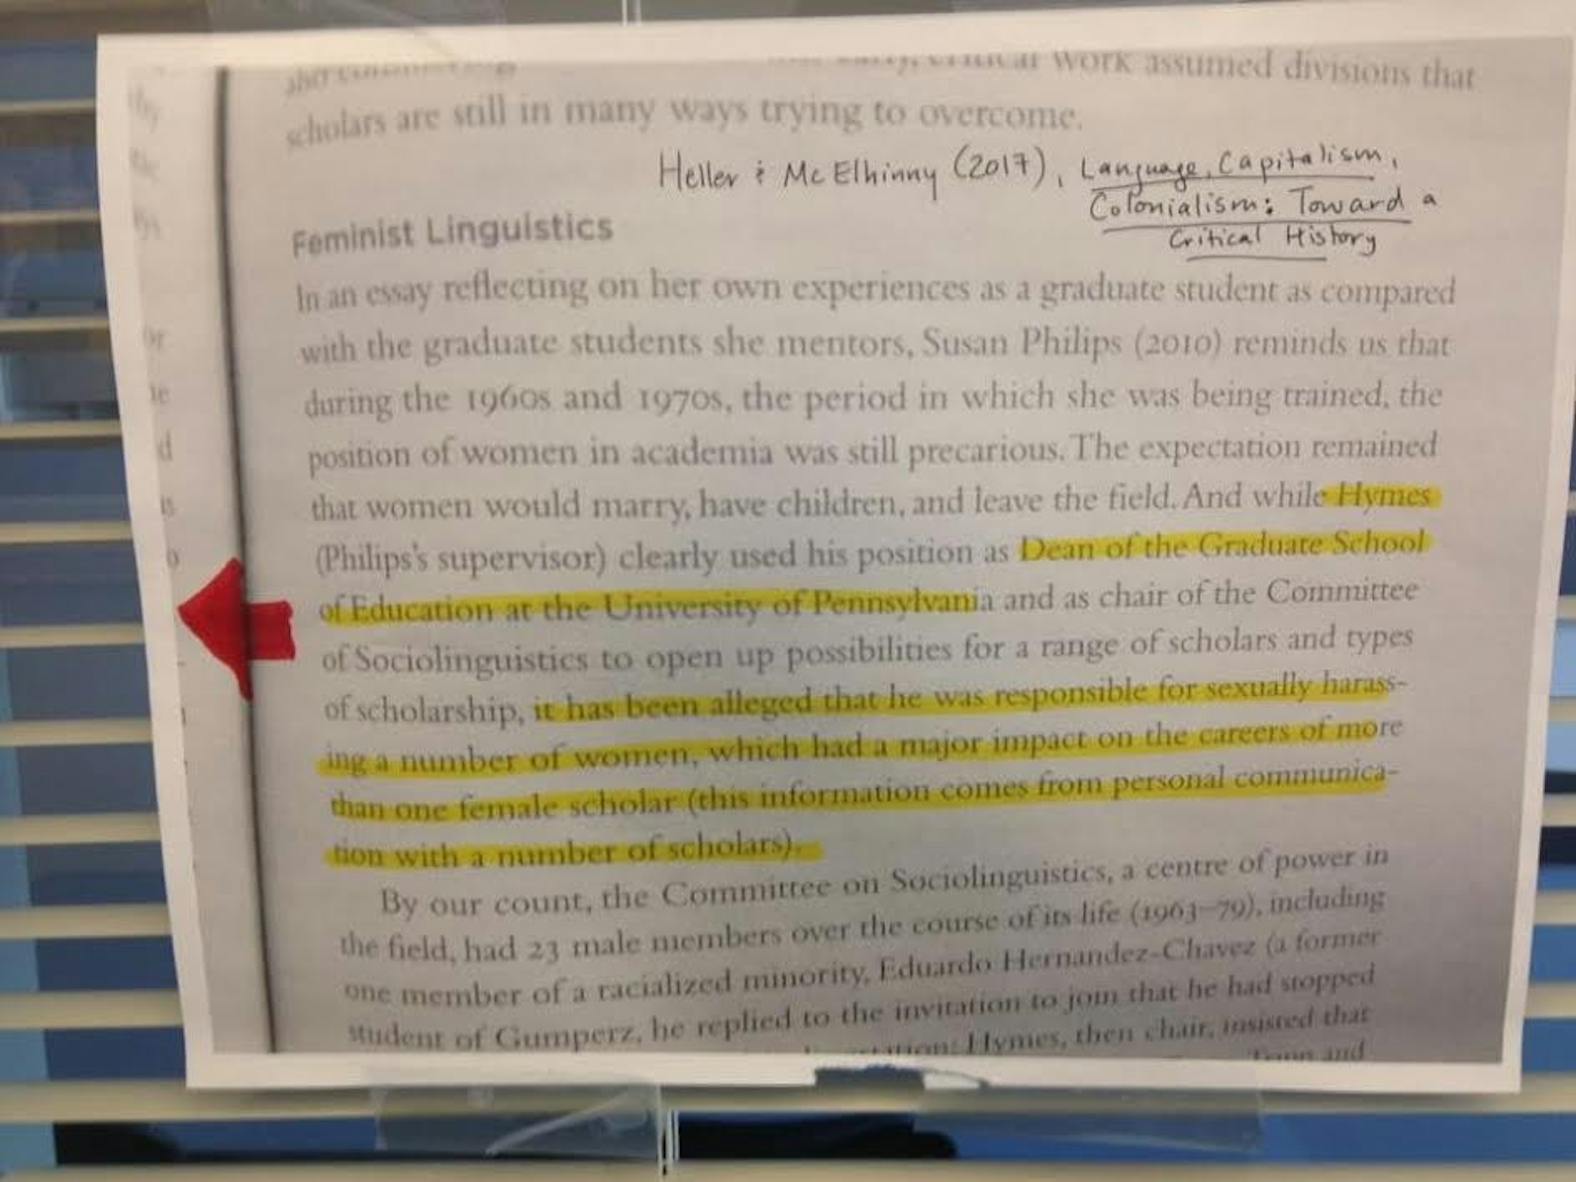 work assumed divisions that
scholars are still in many ways trying to overcome.
Heller & McElhinny (2017), Language, Capitalism,
Colonialism: Toward a
Critical History
Feminist Linguistics
In an essay reflecting on her own experiences as a graduate student as compared
with the graduate students she mentors, Susan Philips (2010) reminds us that
during the 1960s and 1970s, the period in which she was being trained, the
position of women in academia was still precarious. The expectation remained
that women would marry, have children, and leave the field. And while Hymes
(Philips's supervisor) clearly used his position as Dean of the Graduate School
of Education at the University of Pennsylvania and as chair of the Committee
of Sociolinguistics to open up possibilities for a range of scholars and types
of scholarship, it has been alleged that he was responsible for sexually harass-
ing a number of women, which had a major impact on the careers of more
than one female scholar (this information comes from personal communica-
tion with a number of scholars).
By our count, the Committee on Sociolinguistics, a centre of power in
the field, had 23 male members over the course of its life (1963–79), including
one member of a racialized minority, Eduardo Hernandez-Chavez (a former
student of Gumperz, he replied to the invitation to join that he had stopped
Hymes, then chair, insisted that
and